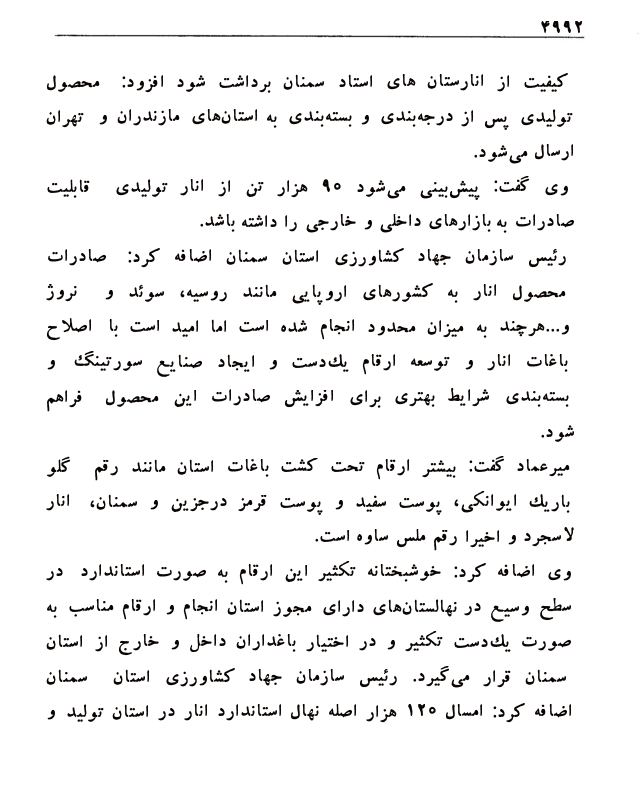 ۴۹۹۲
کیفیت از انارستان های استاد سمنان برداشت شود افزود: محصول
تولیدی پس از درجه‌بندی و بسته‌بندی به استان‌های مازندران و تهران
ارسال می‌شود.
وی گفت: پیش‌بینی می‌شود ۹۰ هزار تن از انار تولیدی قابلیت
صادرات به بازارهای داخلی و خارجی را داشته باشد.
رئیس سازمان جهاد کشاورزی استان سمنان اضافه کرد: صادرات
محصول انار به کشورهای اروپایی مانند روسیه، سوئد و نروژ
و...هرچند به میزان محدود انجام شده است اما امید است با اصلاح
باغات انار و توسعه ارقام یك‌دست و ایجاد صنایع سورتینگ و
بسته‌بندی شرایط بهتری برای افزایش صادرات این محصول فراهم
شود.
میرعماد گفت: بیشتر ارقام تحت کشت باغات استان مانند رقم گلو
باریك ایوانکی، پوست سفید و پوست قرمز درجزین و سمنان، انار
لاسجرد و اخیرا رقم ملس ساوه است.
وی اضافه کرد: خوشبختانه تکثیر این ارقام به صورت استاندارد در
سطح وسیع در نهالستان‌های دارای مجوز استان انجام و ارقام مناسب به
صورت یك‌دست تکثیر و در اختیار باغداران داخل و خارج از استان
سمنان قرار می‌گیرد. رئیس سازمان جهاد کشاورزی استان سمنان
اضافه کرد: امسال ۱۲۰ هزار اصله نهال استاندارد انار در استان تولید و